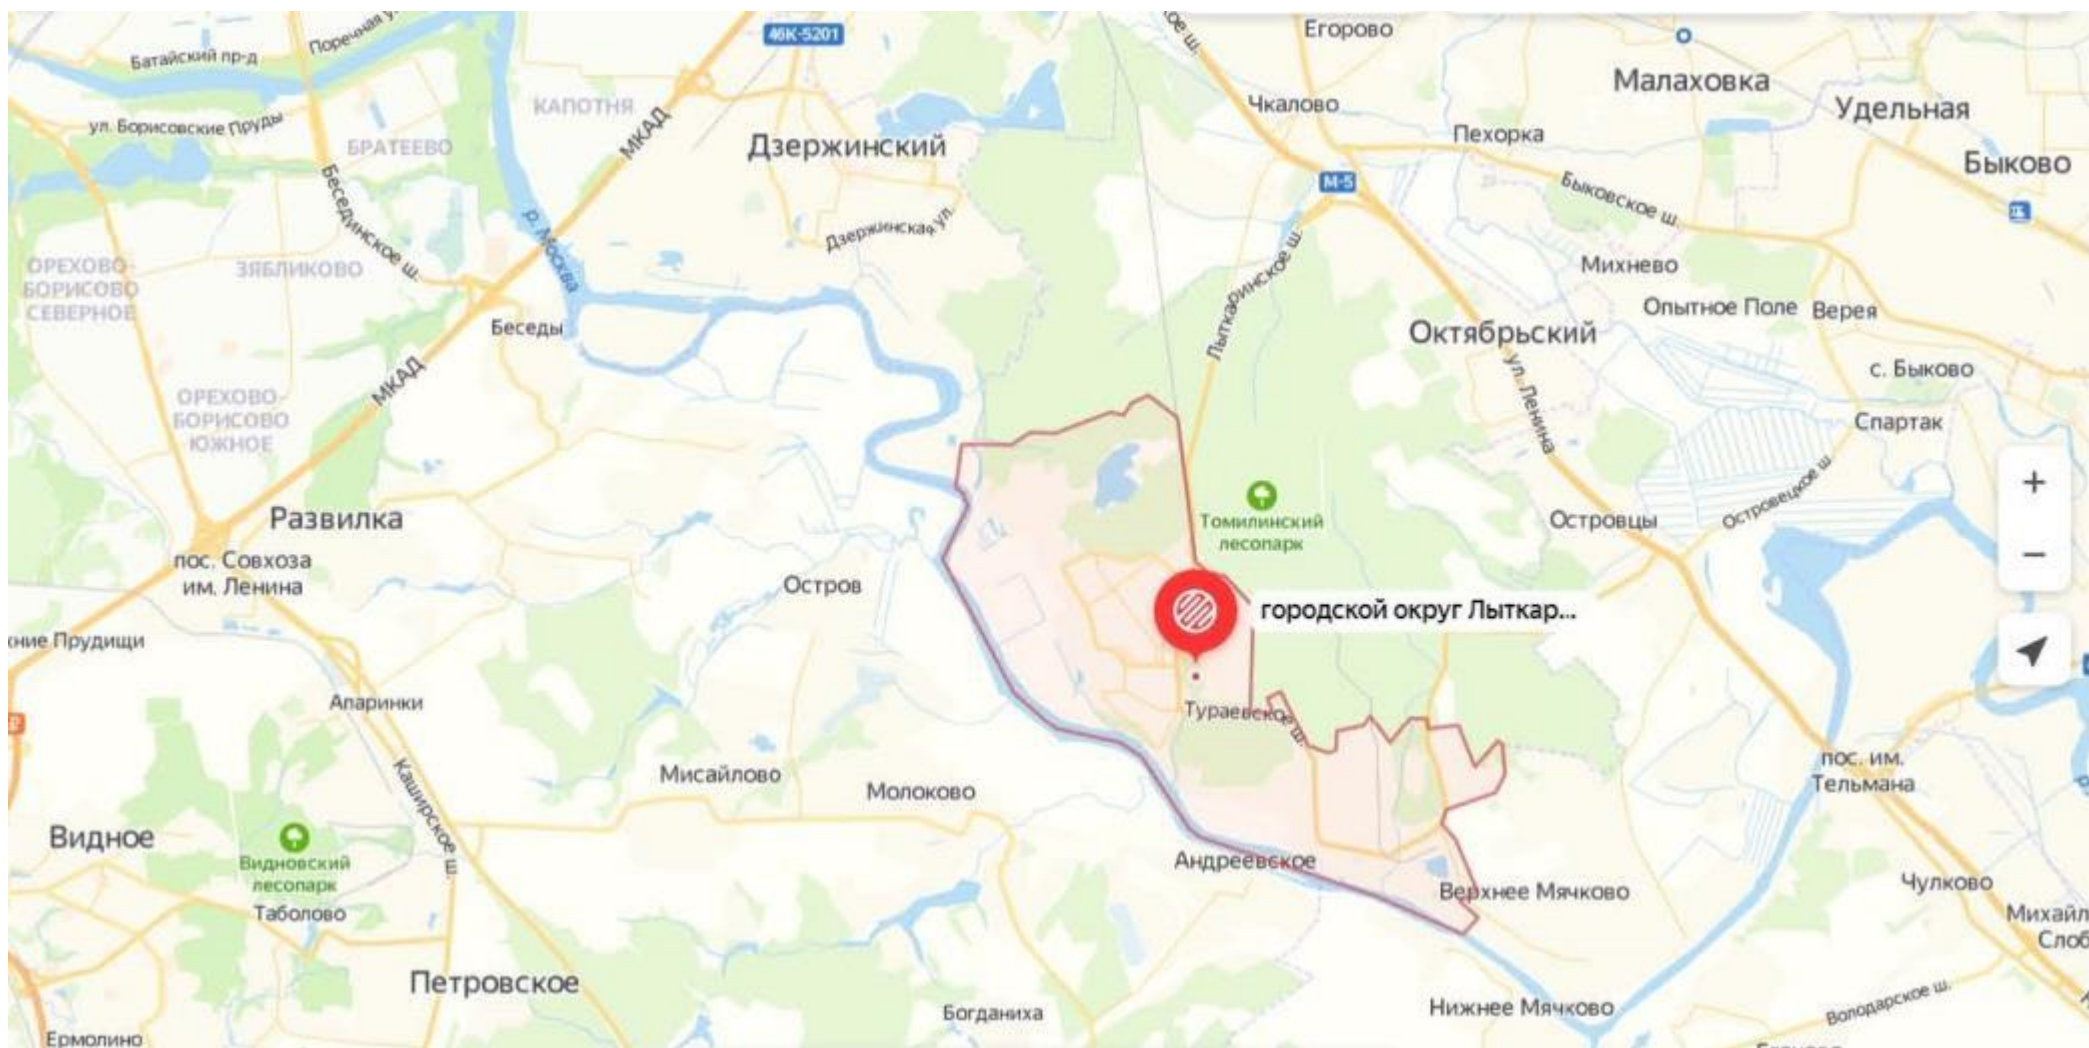 46К-5201
Егорово
Батайский пр-д
Поречная
Малаховка
КАПОТНЯ
Чкалово
Удельная
ул. Борисовские Пруды
МКАД
Пехорка
БРАТЕЕВО
Дзержинский
Быково
М-5
Быковское ш.
Бесединское ш.
р. Москва
Дзержинская ул.
ОРЕХОВО-
БОРИСОВО
СЕВЕРНОЕ
ЗЯБЛИКОВО
Лыткаринское ш.
Михнево
Опытное Поле
Верея
Беседы
Октябрьский
с. Быково
МКАД
ул. Ленина
ОРЕХОВО-
БОРИСОВО
ЮЖНОЕ
Спартак
Островецкое ш.
Развилка
Томилинский
лесопарк
Островцы
пос. Совхоза
им. Ленина
Остров
городской округ Лыткар...
ние Прудищи
Апаринки
Тураевское ш.
Каширское ш.
Мисайлово
Молоково
пос. им.
Тельмана
Видное
Видновский
лесопарк
Андреевское
Верхнее Мячково
Чулково
Таболово
Михайл
Слоб
Петровское
Богданиха
Нижнее Мячково
Володарское ш.
Ермолино